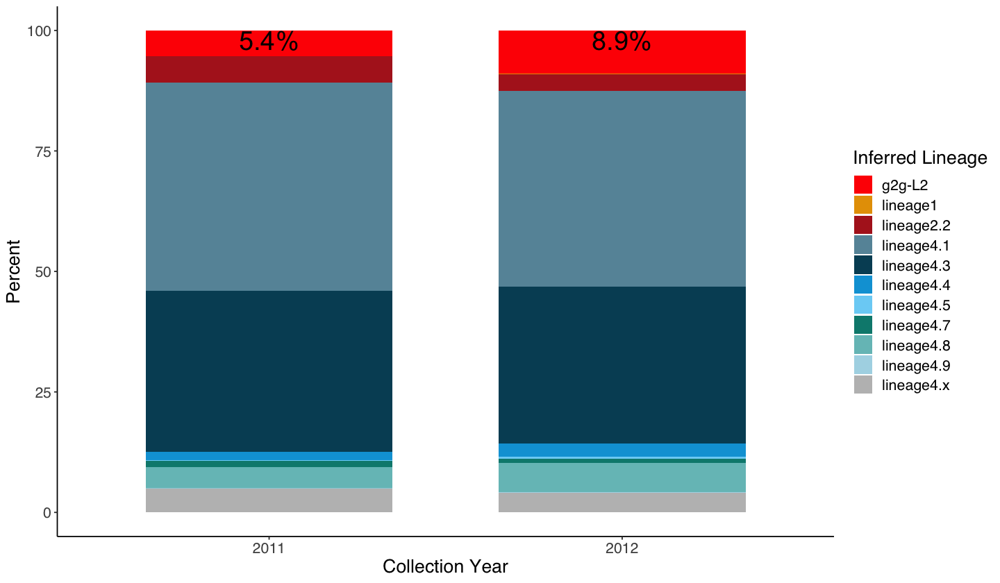 100
75
50
25
0
Percent
5.4%
8.9%
2011
2012
Collection Year
Inferred Lineage
g2g-L2
lineage1
lineage2.2
lineage4.1
lineage4.3
lineage4.4
lineage4.5
lineage4.7
lineage4.8
lineage4.9
lineage4.x